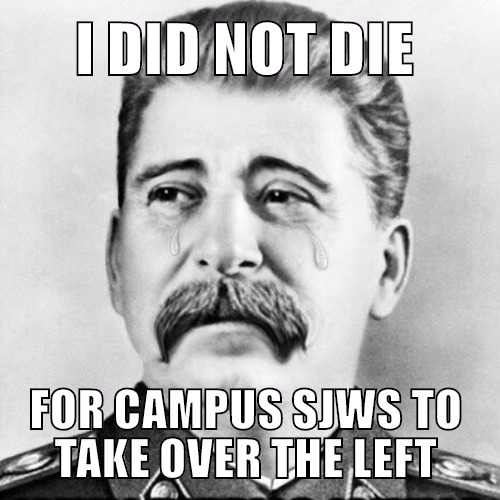 I DID NOT DIE
FOR CAMPUS SJWS TO
TAKE OVER THE LEFT